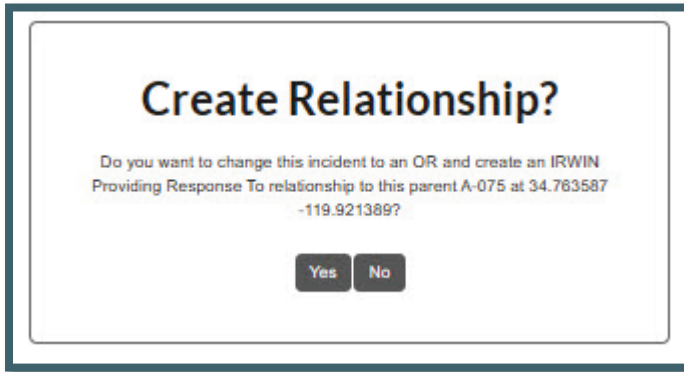 Create Relationship?
Do you want to change this incident to an OR and create an IRWIN
Providing Response To relationship to this parent A-075 at 34.763587
-119.921389?
Yes No